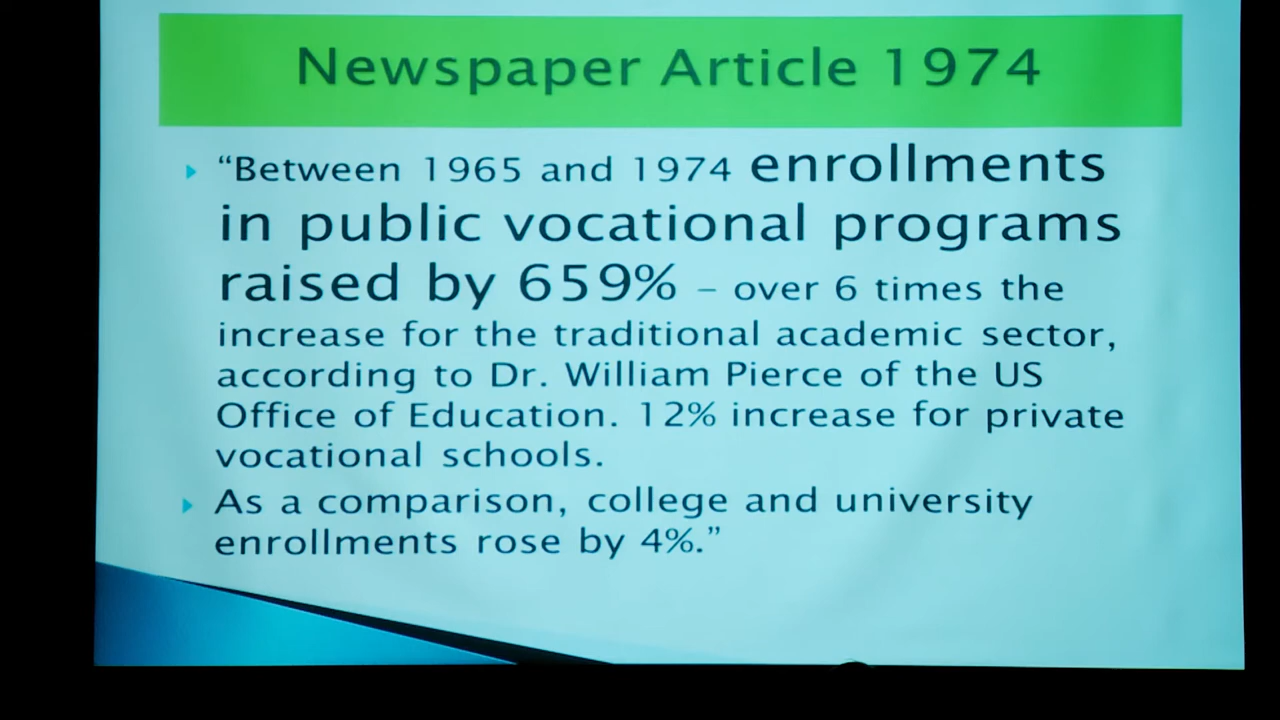 Newspaper Article 1974
“Between 1965 and 1974 enrollments
in public vocational programs
raised by 659% – over 6 times the
increase for the traditional academic sector,
according to Dr. William Pierce of the US
Office of Education. 12% increase for private
vocational schools.
As a comparison, college and university
enrollments rose by 4%.”